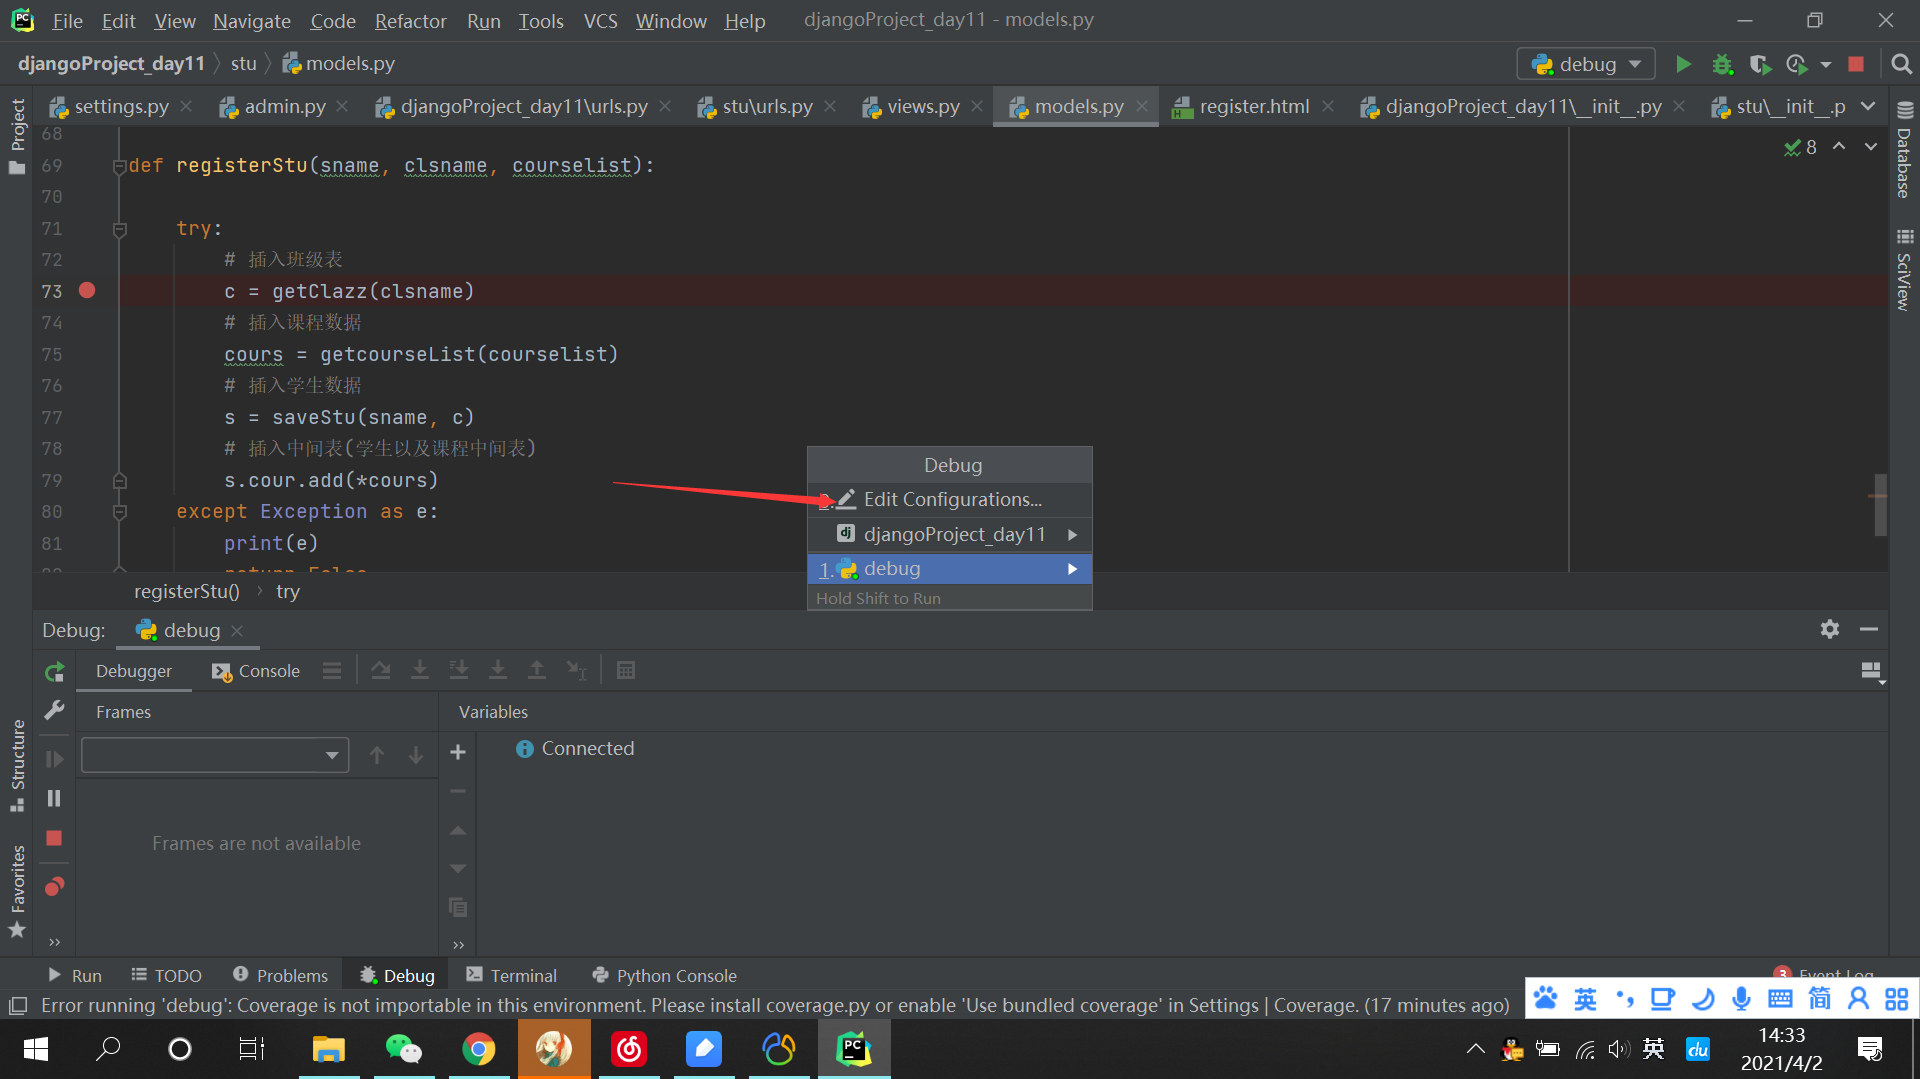 File Edit View Navigate Code Refactor Run Tools VCS Window Help djangoProject_day11 - models.py
djangoProject_day11 stu models.py debug
settings.py admin.py djangoProject_day11\urls.py stu\urls.py views.py models.py register.html djangoProject_day11\__init__.py stu\__init__.p
Project
Database
SciView
Structure
Favorites
8
68
69 def registerStu(sname, clsname, courselist):
70
71 try:
72 # 插入班级表
73 c = getClazz(clsname)
74 # 插入课程数据
75 cours = getcourseList(courselist)
76 # 插入学生数据
77 s = saveStu(sname, c)
78 # 插入中间表(学生以及课程中间表)
79 s.cour.add(*cours)
80 except Exception as e:
81 print(e)
return False
Debug
Edit Configurations...
djangoProject_day11
1. debug
Hold Shift to Run
registerStu() › try
Debug: debug
Debugger Console
Frames Variables
Connected
Frames are not available
Run TODO Problems Debug Terminal Python Console 3 Event Log
Error running 'debug': Coverage is not importable in this environment. Please install coverage.py or enable 'Use bundled coverage' in Settings | Coverage. (17 minutes ago)
英 简
英 du 14:33
2021/4/2